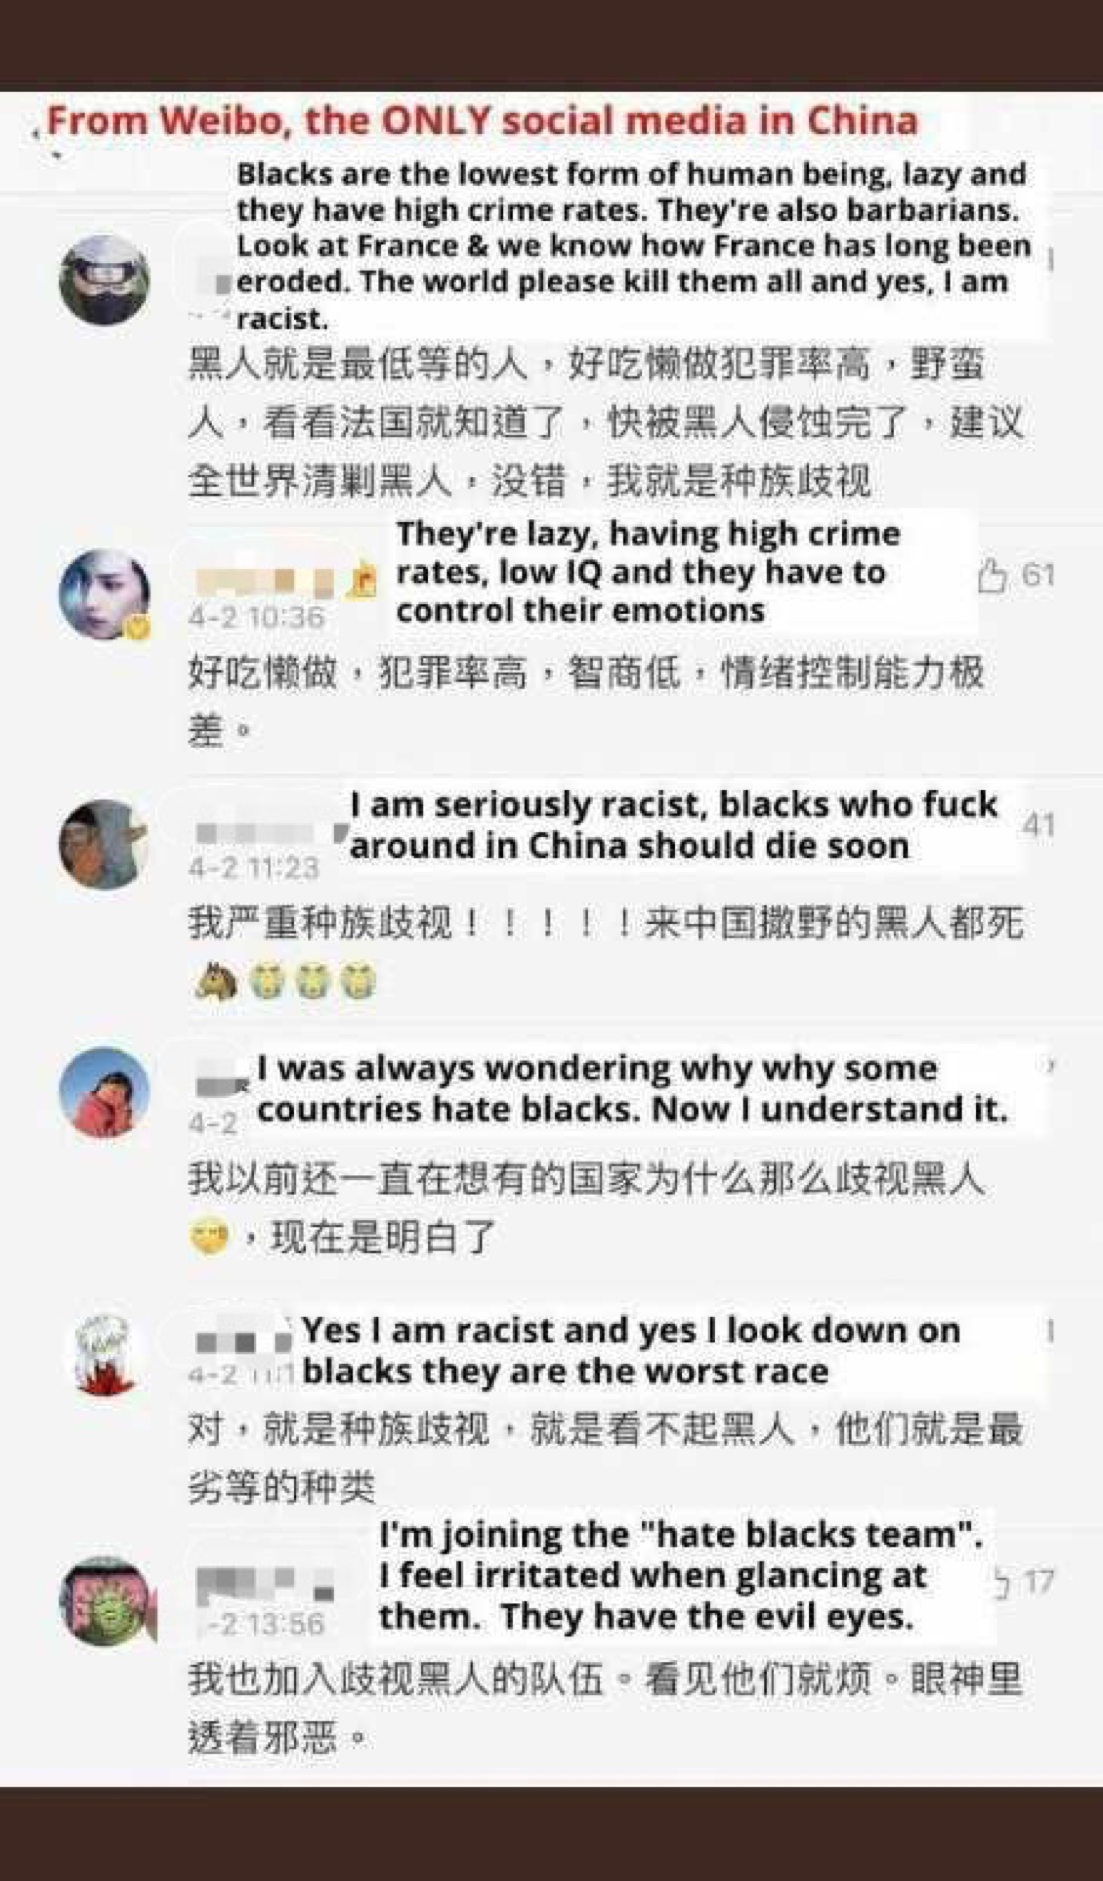 From Weibo, the ONLY social media in China
Blacks are the lowest form of human being, lazy and
they have high crime rates. They're also barbarians.
Look at France & we know how France has long been
eroded. The world please kill them all and yes, I am
racist.
黑人就是最低等的人，好吃懒做犯罪率高，野蛮
人，看看法国就知道了，快被黑人侵蚀完了，建议
全世界清剿黑人，没错，我就是种族歧视
They're lazy, having high crime
rates, low IQ and they have to
control their emotions
61
4-2 10:36
好吃懒做，犯罪率高，智商低，情绪控制能力极
差。
I am seriously racist, blacks who fuck
around in China should die soon
41
4-2 11:23
我严重种族歧视！！！！！来中国撒野的黑人都死
🐴😭😭😭
I was always wondering why why some
countries hate blacks. Now I understand it.
4-2
我以前还一直在想有的国家为什么那么歧视黑人
，现在是明白了
Yes I am racist and yes I look down on
blacks they are the worst race
4-2
对，就是种族歧视，就是看不起黑人，他们就是最
劣等的种类
I'm joining the "hate blacks team".
I feel irritated when glancing at
them. They have the evil eyes.
17
-2 13:56
我也加入歧视黑人的队伍。看见他们就烦。眼神里
透着邪恶。